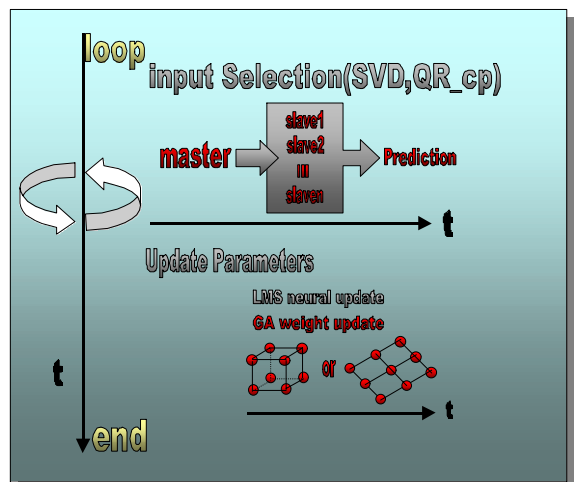 loop
input Selection(SVD,QR_cp)
slave1
slave2
master
Prediction
III
slaven
t
Update Parameters
LMS neural update
GA weight update
or
t
t
end